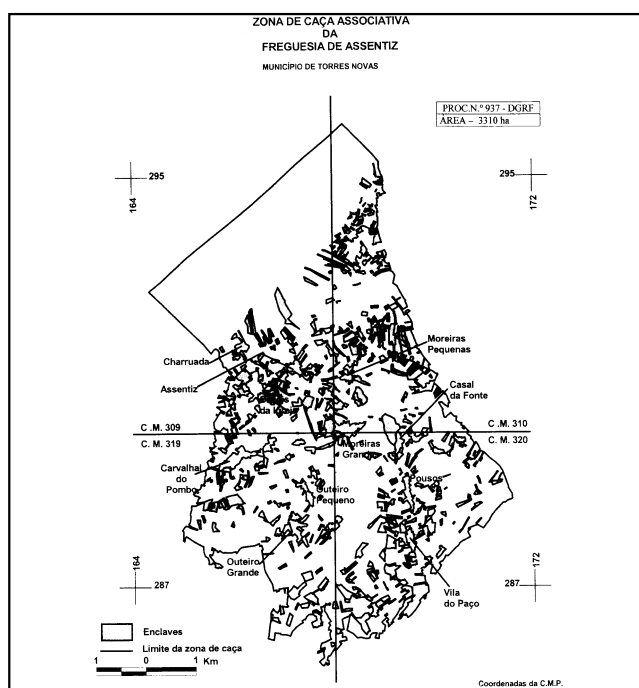 ZONA DE CAÇA ASSOCIATIVA
DA
FREGUESIA DE ASSENTIZ
MUNICÍPIO DE TORRES NOVAS
PROC.N.º 937 - DGRF
ÁREA – 3310 ha
295
164
295
172
Moreiras
Pequenas
Charruada
Assentiz
Casal
da Fonte
da Igreja
C .M. 309
C .M. 310
C. M. 319
C. M. 320
Moreiras
Grandes
Carvalhal
do
Pombo
Pousos
Outeiro
Pequeno
Outeiro
Grande
164
287
172
287
Vila
do Paço
Enclaves
Limite da zona de caça
1 0 1
Km
Coordenadas da C.M.P.